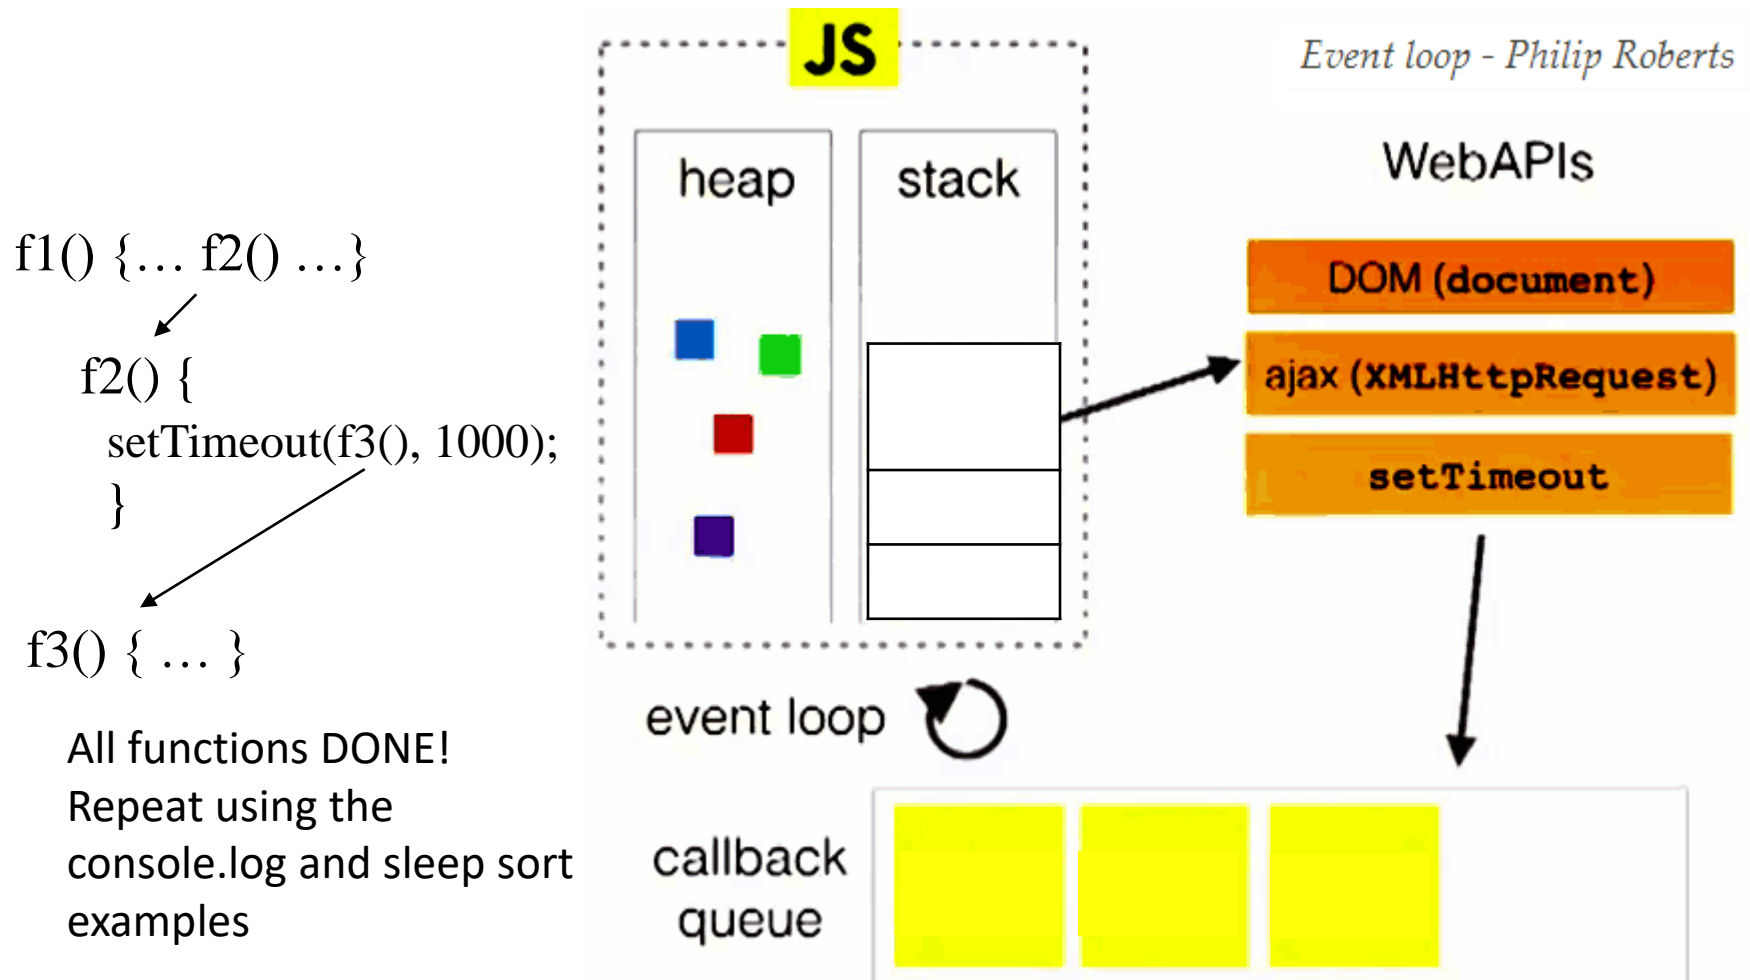 JS
Event loop - Philip Roberts
heap
stack
WebAPIs
DOM (document)
ajax (XMLHttpRequest)
setTimeout
f1() {… f2() …}
f2() {
setTimeout(f3(), 1000);
}
f3() { … }
All functions DONE!
Repeat using the
console.log and sleep sort
examples
event loop
callback
queue